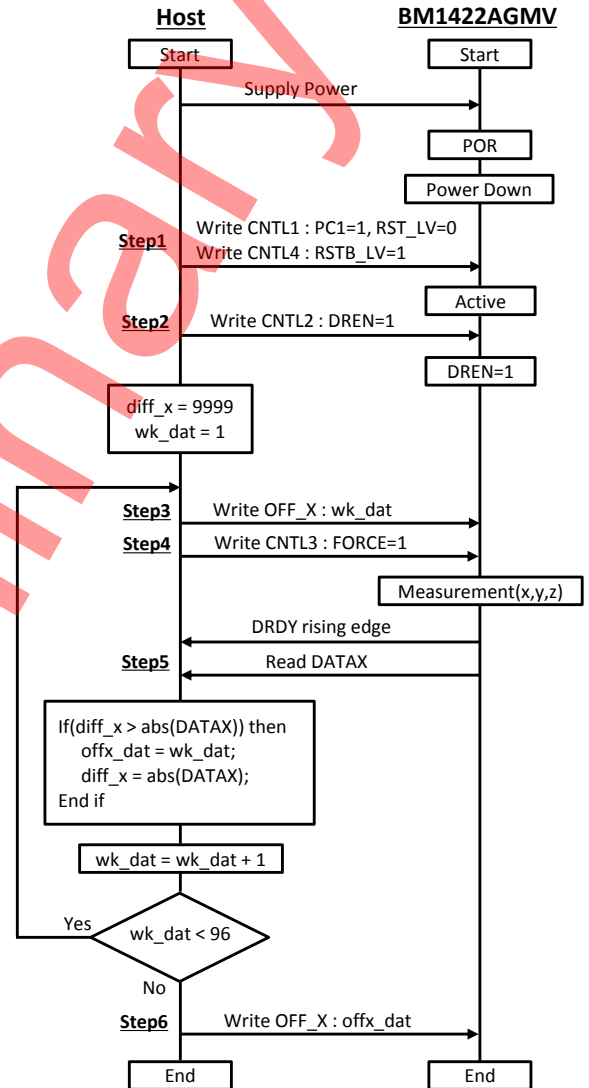 Host
BM1422AGMV
Start
Start
Supply Power
POR
Power Down
Write CNTL1 : PC1=1, RST_LV=0
Step1
Write CNTL4 : RSTB_LV=1
Active
Step2
Write CNTL2 : DREN=1
DREN=1
diff_x = 9999
wk_dat = 1
Step3
Write OFF_X : wk_dat
Step4
Write CNTL3 : FORCE=1
Measurement(x,y,z)
DRDY rising edge
Step5
Read DATAX
If(diff_x > abs(DATAX)) then
offx_dat = wk_dat;
diff_x = abs(DATAX);
End if
wk_dat = wk_dat + 1
Yes
wk_dat < 96
No
Step6
Write OFF_X : offx_dat
End
End